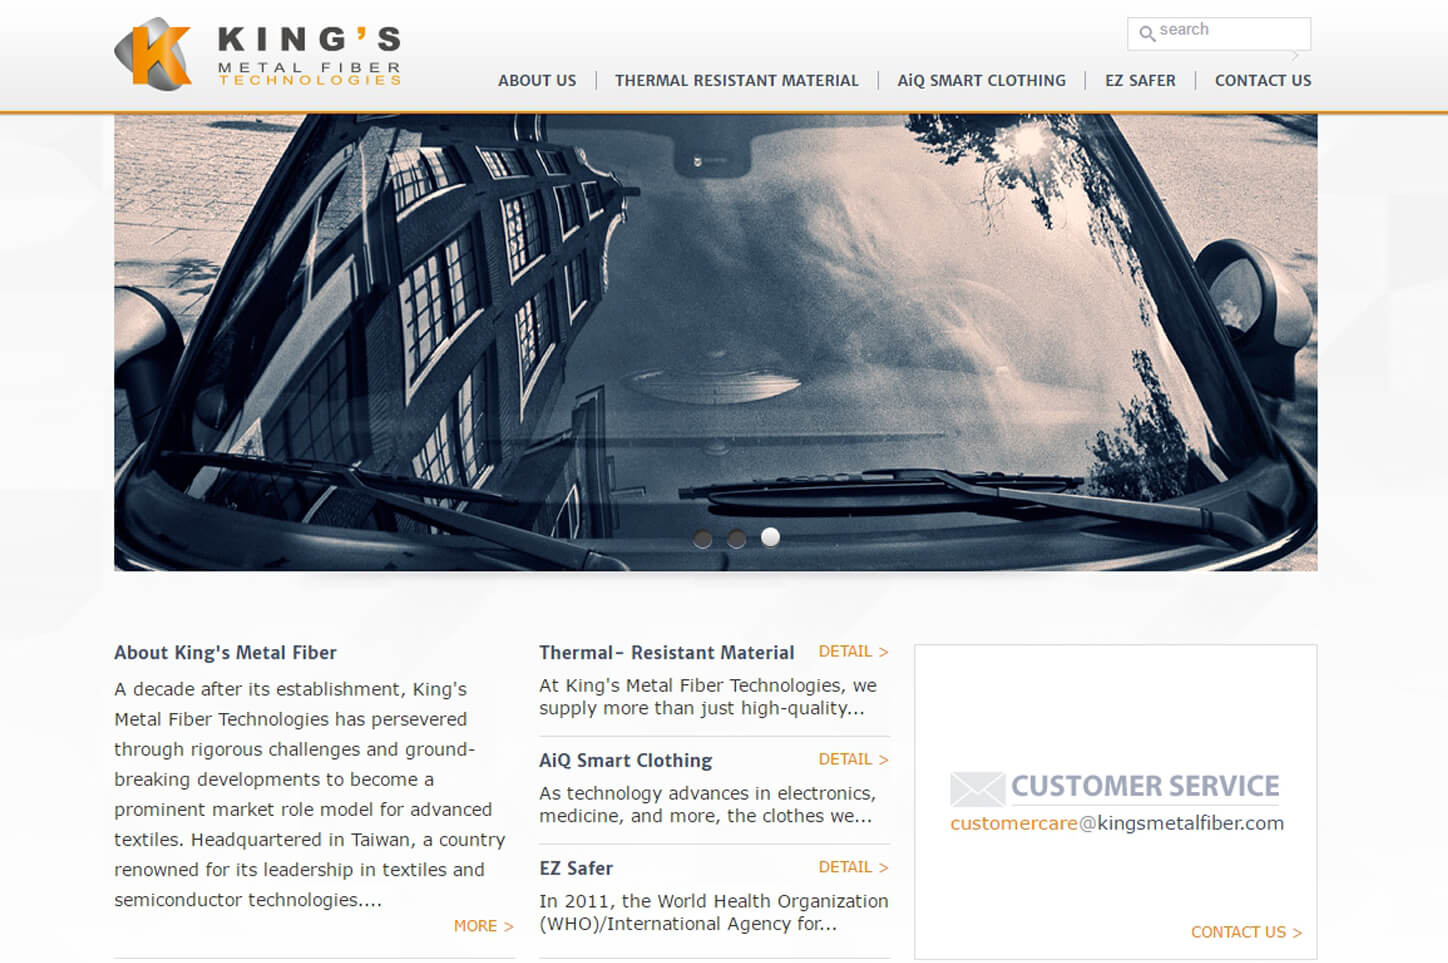 KING'S
METAL FIBER
TECHNOLOGIES
search
ABOUT US
THERMAL RESISTANT MATERIAL
AiQ SMART CLOTHING
EZ SAFER
CONTACT US
About King's Metal Fiber
A decade after its establishment, King's
Metal Fiber Technologies has persevered
through rigorous challenges and ground-
breaking developments to become a
prominent market role model for advanced
textiles. Headquartered in Taiwan, a country
renowned for its leadership in textiles and
semiconductor technologies....
MORE >
Thermal- Resistant Material DETAIL >
At King's Metal Fiber Technologies, we
supply more than just high-quality...
AiQ Smart Clothing DETAIL >
As technology advances in electronics,
medicine, and more, the clothes we...
EZ Safer DETAIL >
In 2011, the World Health Organization
(WHO)/International Agency for...
CUSTOMER SERVICE
customercare@kingsmetalfiber.com
CONTACT US >